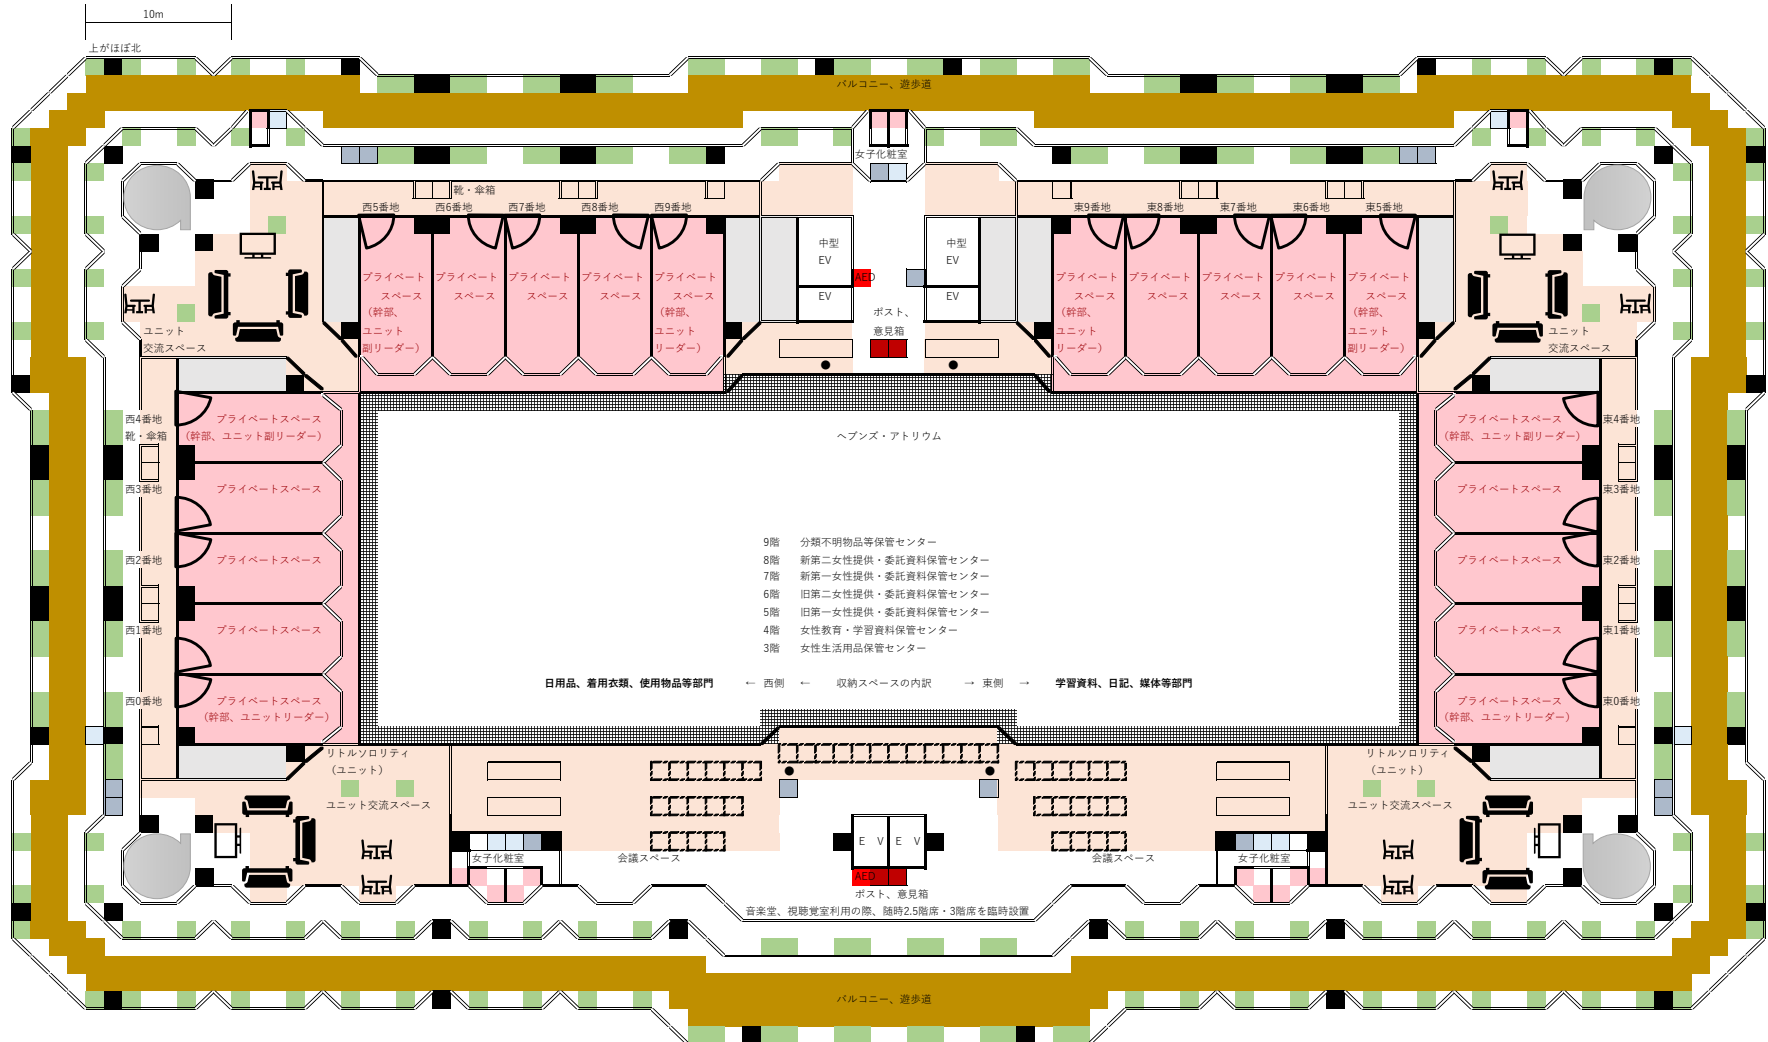 10m
上がほぼ北
バルコニー、遊歩道
女子化粧室
靴・傘箱
西5番地
西6番地
西7番地
西8番地
西9番地
東9番地
東8番地
東7番地
東6番地
東5番地
中型
EV
EV
中型
EV
EV
AED
プライベート
スペース
（幹部、
ユニット
副リーダー）
プライベート
スペース
プライベート
スペース
プライベート
スペース
プライベート
スペース
（幹部、
ユニット
リーダー）
ポスト、
意見箱
プライベート
スペース
（幹部、
ユニット
リーダー）
プライベート
スペース
プライベート
スペース
プライベート
スペース
プライベート
スペース
（幹部、
ユニット
副リーダー）
ユニット
交流スペース
ユニット
交流スペース
西4番地
靴・傘箱
プライベートスペース
（幹部、ユニット副リーダー）
ヘブンズ・アトリウム
プライベートスペース
（幹部、ユニット副リーダー）
東4番地
西3番地
プライベートスペース
プライベートスペース
東3番地
西2番地
プライベートスペース
プライベートスペース
東2番地
西1番地
プライベートスペース
プライベートスペース
東1番地
西0番地
プライベートスペース
（幹部、ユニットリーダー）
プライベートスペース
（幹部、ユニットリーダー）
東0番地
9階　分類不明物品等保管センター
8階　新第二女性提供・委託資料保管センター
7階　新第一女性提供・委託資料保管センター
6階　旧第二女性提供・委託資料保管センター
5階　旧第一女性提供・委託資料保管センター
4階　女性教育・学習資料保管センター
3階　女性生活用品保管センター
日用品、着用衣類、使用物品等部門　←　西側　←　収納スペースの内訳　→　東側　→　学習資料、日記、媒体等部門
リトルソロリティ
（ユニット）
ユニット交流スペース
リトルソロリティ
（ユニット）
ユニット交流スペース
女子化粧室
会議スペース
E V
E V
会議スペース
女子化粧室
AED
ポスト、意見箱
音楽堂、視聴覚室利用の際、随時2.5階席・3階席を臨時設置
バルコニー、遊歩道